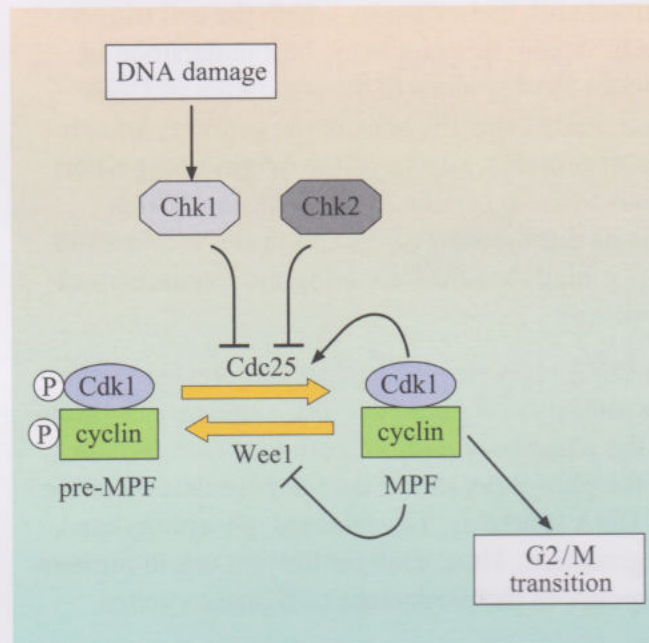 DNA damage
Chk1
Chk2
Cdc25
P
Cdk1
Cdk1
P
cyclin
cyclin
Wee1
pre-MPF
MPF
G2/M
transition